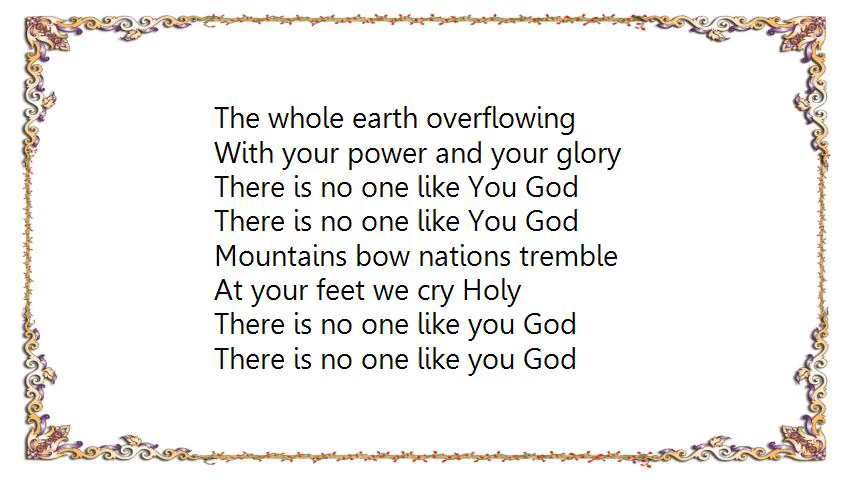 The whole earth overflowing
With your power and your glory
There is no one like You God
There is no one like You God
Mountains bow nations tremble
At your feet we cry Holy
There is no one like you God
There is no one like you God